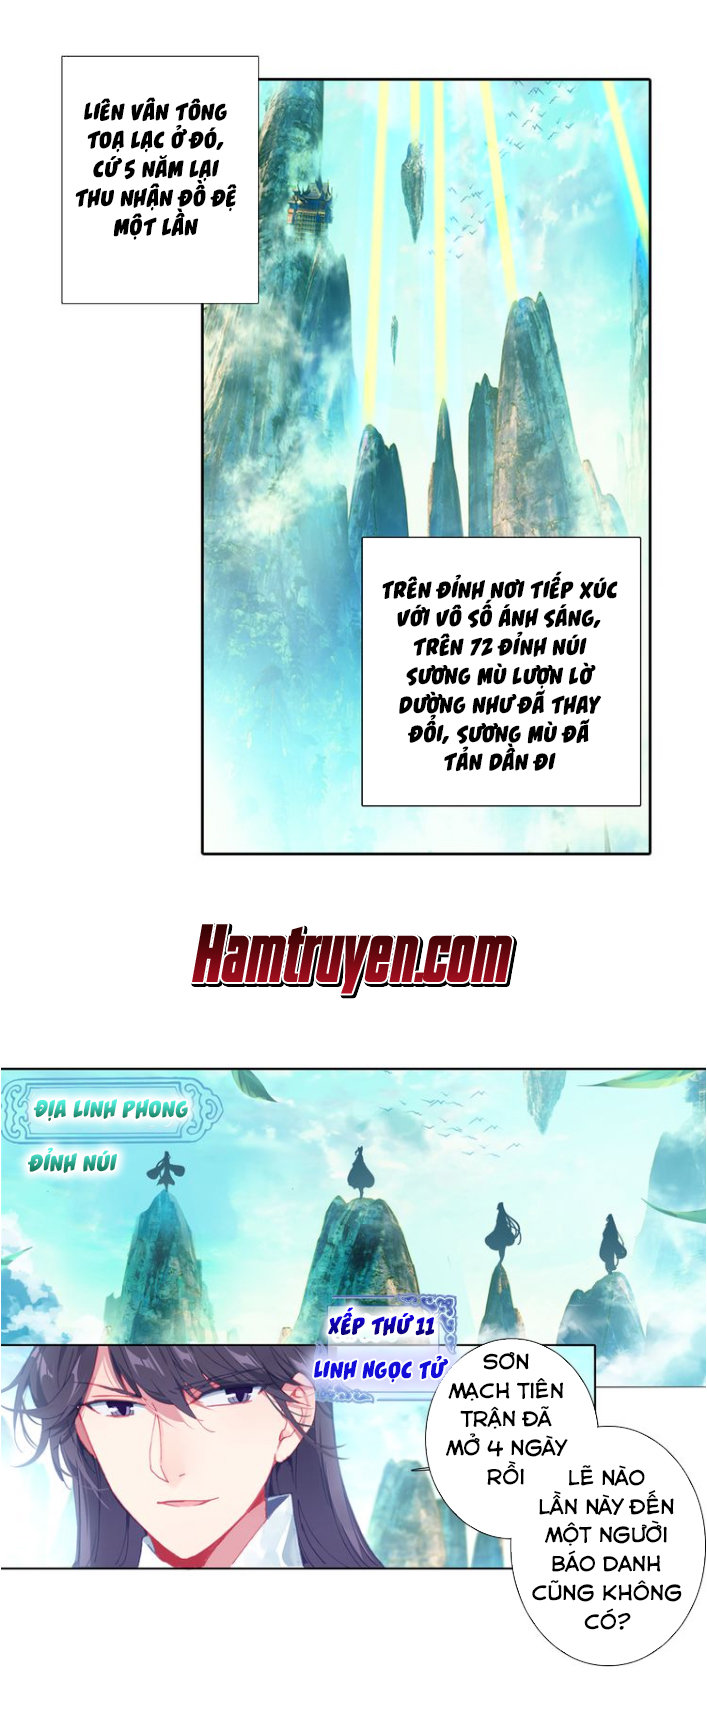 LIÊN VÂN TÔNG
TOẠ LẠC Ở ĐÓ,
CỨ 5 NĂM LẠI
THU NHẬN ĐỒ ĐỆ
MỘT LẦN
TRÊN ĐỈNH NƠI TIẾP XÚC
VỚI VÔ SỐ ÁNH SÁNG,
TRÊN 72 ĐỈNH NÚI
SƯƠNG MÙ LƯỢN LỜ
DƯỜNG NHƯ ĐÃ THAY
ĐỔI, SƯƠNG MÙ ĐÃ
TẢN DẦN ĐI
Hamtruyen.com
ĐỊA LINH PHONG
ĐỈNH NÚI
XẾP THỨ 11
LINH NGỌC TỬ
SƠN
MẠCH TIÊN
TRẬN ĐÃ
MỞ 4 NGÀY
RỒI
LẼ NÀO
LẦN NÀY ĐẾN
MỘT NGƯỜI
BÁO DANH
CŨNG KHÔNG
CÓ?